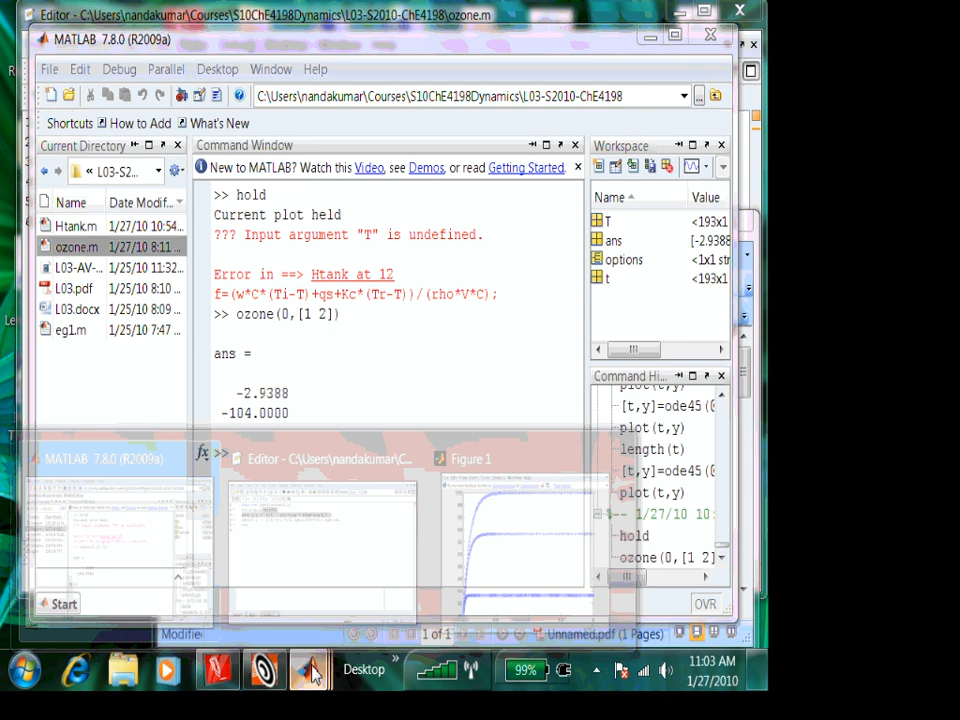 Editor - C:\Users\nandakumar\Courses\S10ChE4198Dynamics\L03-S2010-ChE4198\ozone.m
MATLAB 7.8.0 (R2009a)
File Edit Debug Parallel Desktop Window Help
C:\Users\nandakumar\Courses\S10ChE4198Dynamics\L03-S2010-ChE4198
Shortcuts How to Add What's New
Current Directory
Command Window
Workspace
« L03-S2...
New to MATLAB? Watch this Video, see Demos, or read Getting Started.
Name Date Modif...
Name Value
Htank.m 1/27/10 10:54...
ozone.m 1/27/10 8:11 ...
L03-AV-... 1/25/10 11:32...
L03.pdf 1/25/10 8:10 ...
L03.docx 1/25/10 8:09 ...
eg1.m 1/25/10 7:47 ...
>> hold
Current plot held
??? Input argument "T" is undefined.
Error in ==> Htank at 12
f=(w*C*(Ti-T)+qs+Kc*(Tr-T))/(rho*V*C);
>> ozone(0,[1 2])
ans =
-2.9388
-104.0000
fx >>
T <193x1
ans [-2.9388
options <1x1 str
t <193x1
Command Hi...
plot(t,y)
[t,y]=ode45(@
plot(t,y)
length(t)
[t,y]=ode45(@
plot(t,y)
%-- 1/27/10 10:
hold
ozone(0,[1 2]
MATLAB 7.8.0 (R2009a)
Editor - C:\Users\nandakumar\C...
Figure 1
Start
OVR
Modifie
1 of 1
Unnamed.pdf (1 Pages)
Desktop
»
99%
11:03 AM
1/27/2010